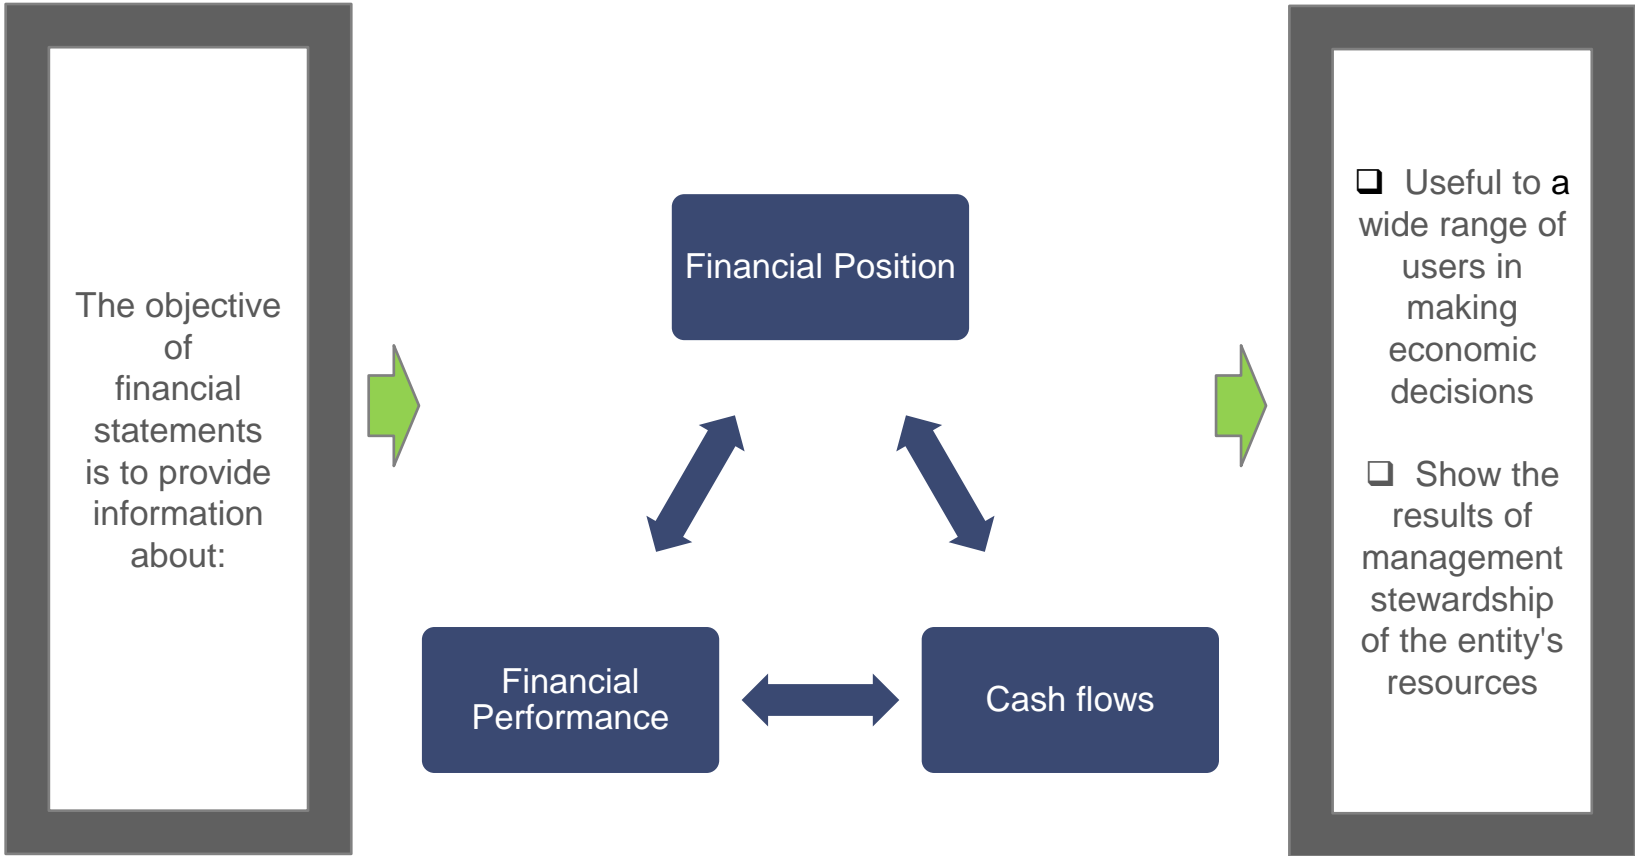 The objective
of
financial
statements
is to provide
information
about:
Financial Position
Financial
Performance
Cash flows
❑ Useful to a
wide range of
users in
making
economic
decisions
❑ Show the
results of
management
stewardship
of the entity's
resources